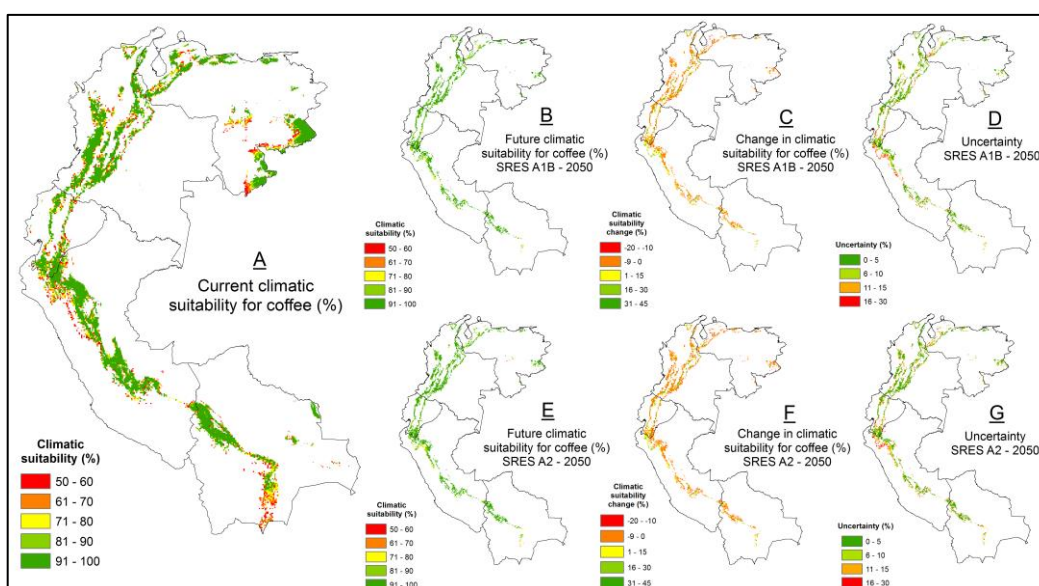 A
Current climatic
suitability for coffee (%)
Climatic
suitability (%)
50 - 60
61 - 70
71 - 80
81 - 90
91 - 100
B
Future climatic
suitability for coffee (%)
SRES A1B - 2050
Climatic
suitability (%)
50 - 60
61 - 70
71 - 80
81 - 90
91 - 100
C
Change in climatic
suitability for coffee (%)
SRES A1B - 2050
Climatic
suitability
change (%)
-20 - -10
-9 - 0
1 - 15
16 - 30
31 - 45
D
Uncertainty
SRES A1B - 2050
Uncertainty (%)
0 - 5
6 - 10
11 - 15
16 - 30
E
Future climatic
suitability for coffee (%)
SRES A2 - 2050
Climatic
suitability (%)
50 - 60
61 - 70
71 - 80
81 - 90
91 - 100
F
Change in climatic
suitability for coffee (%)
SRES A2 - 2050
Climatic
suitability
change (%)
-20 - -10
-9 - 0
1 - 15
16 - 30
31 - 45
G
Uncertainty
SRES A2 - 2050
Uncertainty (%)
0 - 5
6 - 10
11 - 15
16 - 30